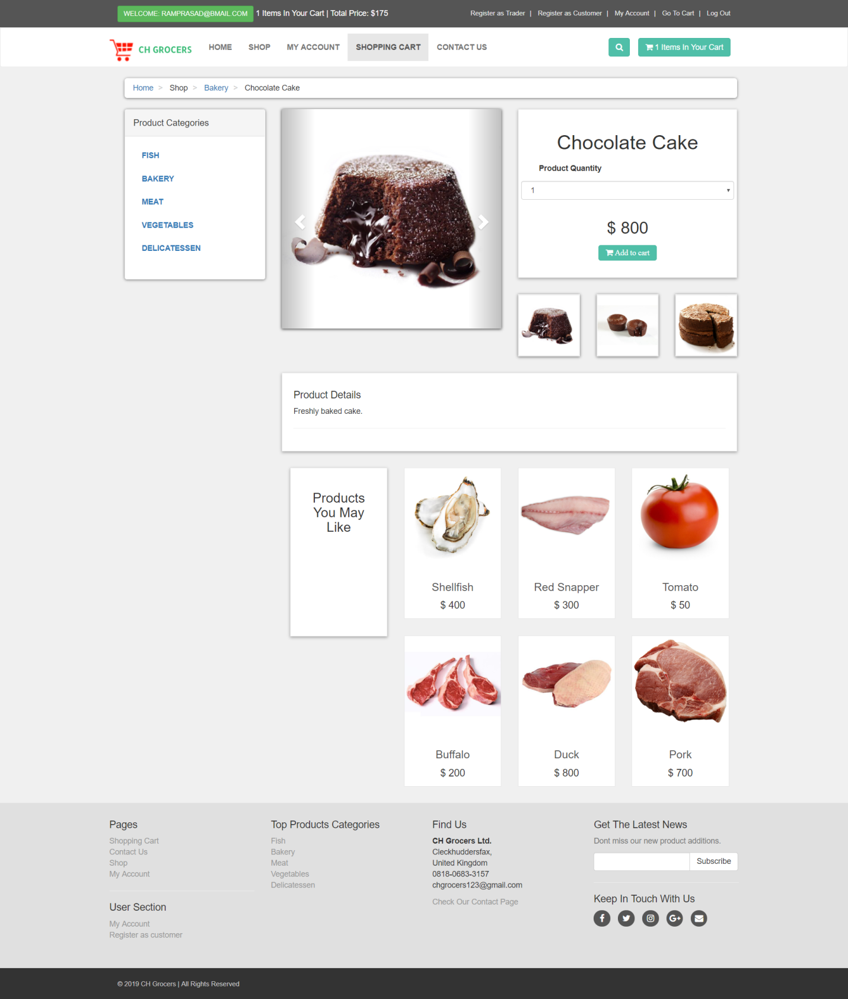 WELCOME: RAMPRASAD@BMAIL.COM 1 Items In Your Cart | Total Price: $175
Register as Trader | Register as Customer | My Account | Go To Cart | Log Out
CH GROCERS
HOME SHOP MY ACCOUNT SHOPPING CART CONTACT US
1 Items In Your Cart
Home > Shop > Bakery > Chocolate Cake
Product Categories
FISH
BAKERY
MEAT
VEGETABLES
DELICATESSEN
Chocolate Cake
Product Quantity
1
$ 800
Add to cart
Product Details
Freshly baked cake.
Products
You May
Like
Shellfish
$ 400
Red Snapper
$ 300
Tomato
$ 50
Buffalo
$ 200
Duck
$ 800
Pork
$ 700
Pages
Shopping Cart
Contact Us
Shop
My Account
User Section
My Account
Register as customer
Top Products Categories
Fish
Bakery
Meat
Vegetables
Delicatessen
Find Us
CH Grocers Ltd.
Cleckhuddersfax,
United Kingdom
0818-0683-3157
chgrocers123@gmail.com
Check Our Contact Page
Get The Latest News
Dont miss our new product additions.
Subscribe
Keep In Touch With Us
© 2019 CH Grocers | All Rights Reserved